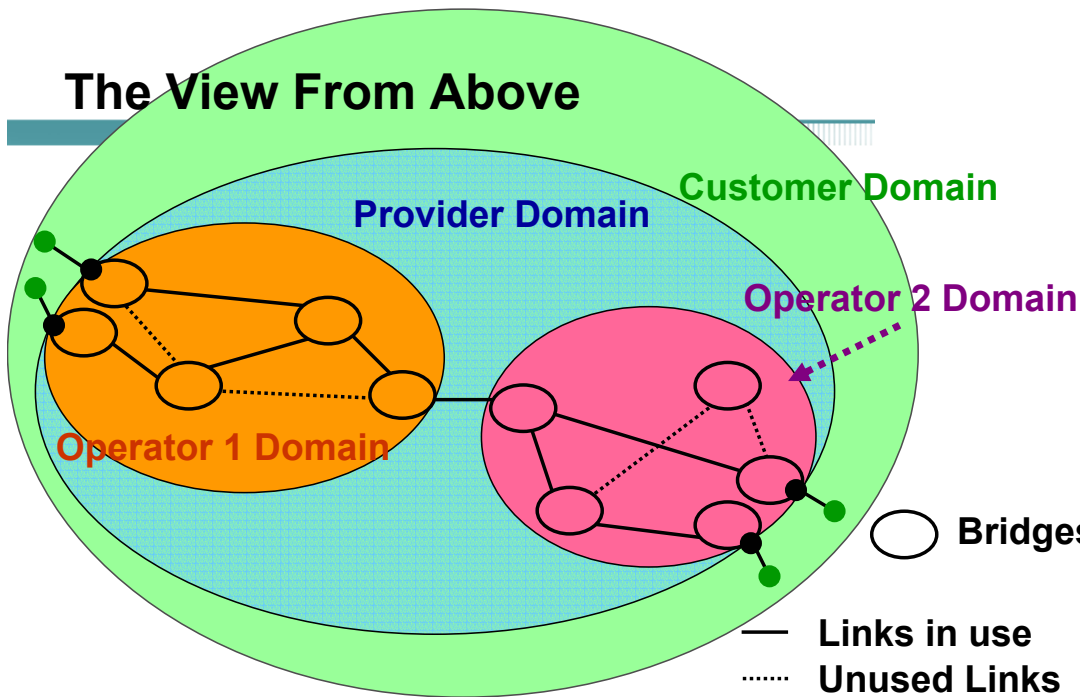 The View From Above
Customer Domain
Provider Domain
Operator 2 Domain
Operator 1 Domain
Bridges
Links in use
Unused Links